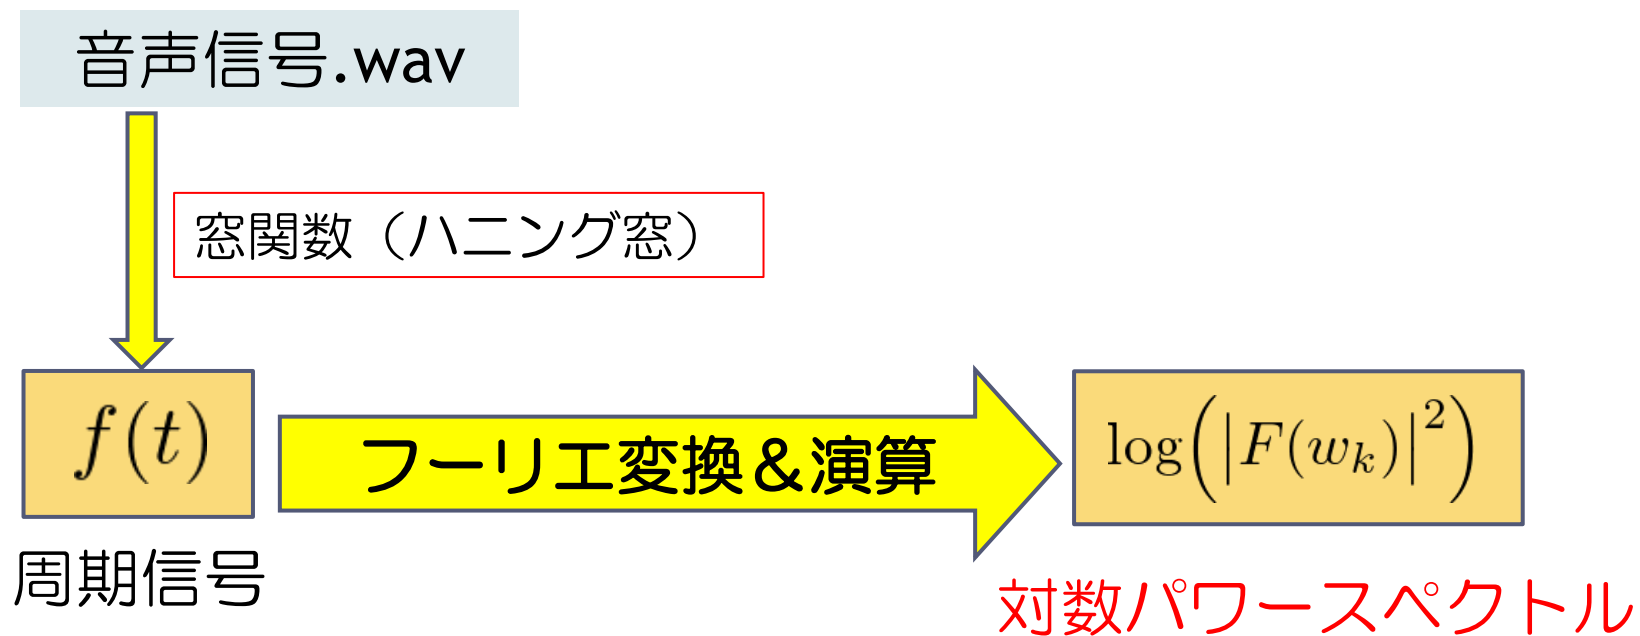 音声信号.wav
窓関数（ハニング窓）
f(t)
フーリエ変換＆演算
log(|F(w_k)|^2)
周期信号
対数パワースペクトル